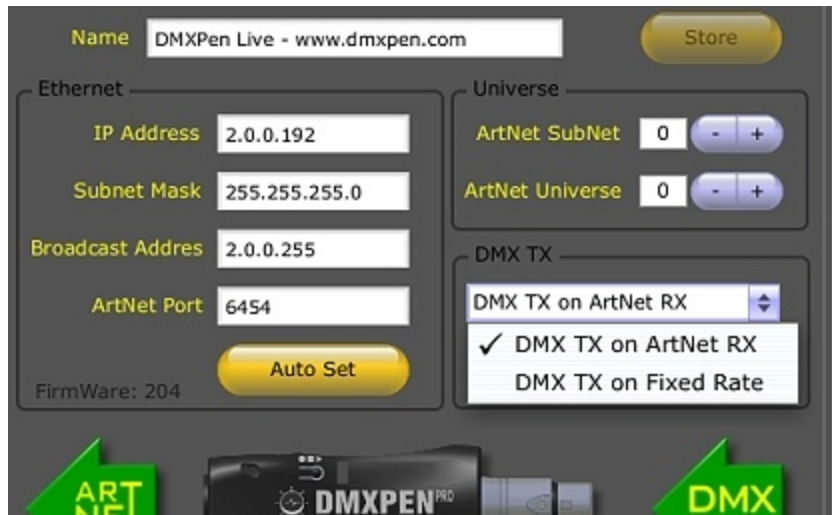 Name DMXPen Live - www.dmxpen.com Store
Ethernet
IP Address 2.0.0.192
Subnet Mask 255.255.255.0
Broadcast Addres 2.0.0.255
ArtNet Port 6454
Auto Set
FirmWare: 204
Universe
ArtNet SubNet 0 - +
ArtNet Universe 0 - +
DMX TX
DMX TX on ArtNet RX
✓ DMX TX on ArtNet RX
DMX TX on Fixed Rate
ART
NET
DMXPEN PRO
DMX